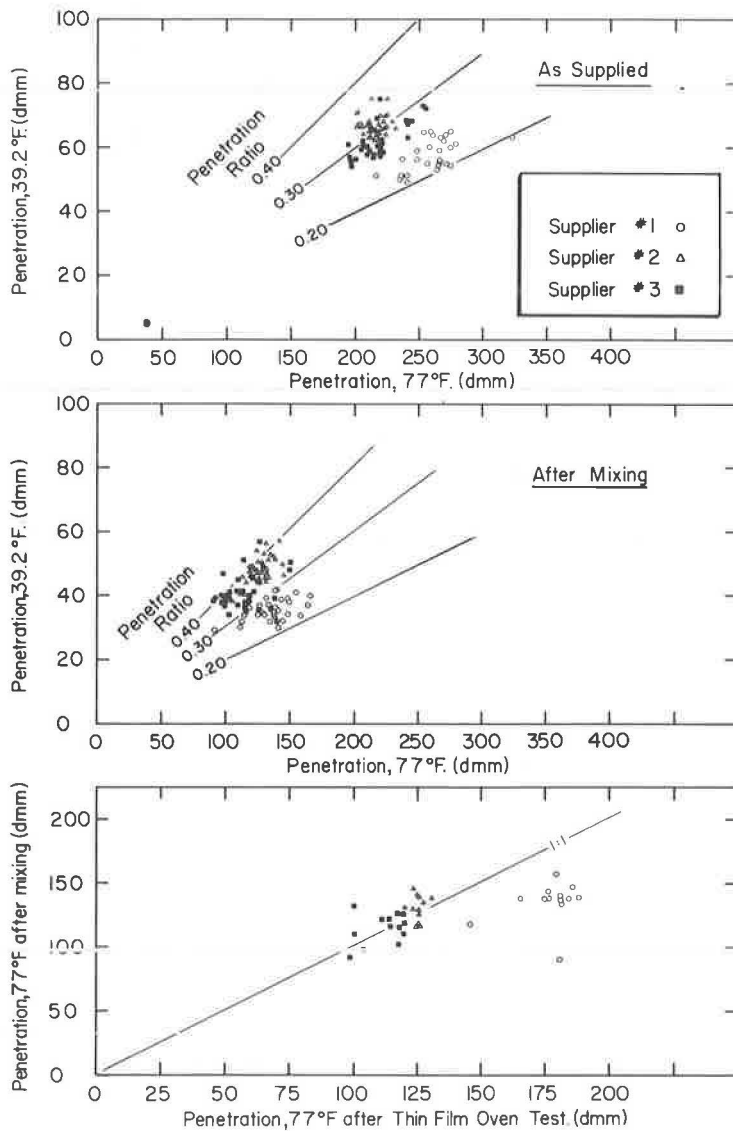 100
80
60
40
20
0
Penetration, 39.2°F. (dmm)
As Supplied
Penetration
Ratio
0.40
0.30
0.20
Supplier #1 ○
Supplier #2 △
Supplier #3 ■
0 50 100 150 200 250 300 350 400
Penetration, 77°F. (dmm)
100
80
60
40
20
0
Penetration, 39.2°F. (dmm)
After Mixing
Penetration
Ratio
0.40
0.30
0.20
0 50 100 150 200 250 300 350 400
Penetration, 77°F. (dmm)
200
150
100
50
0
Penetration, 77°F after mixing (dmm)
1:1
0 25 50 75 100 125 150 175 200
Penetration, 77°F after Thin Film Oven Test. (dmm)